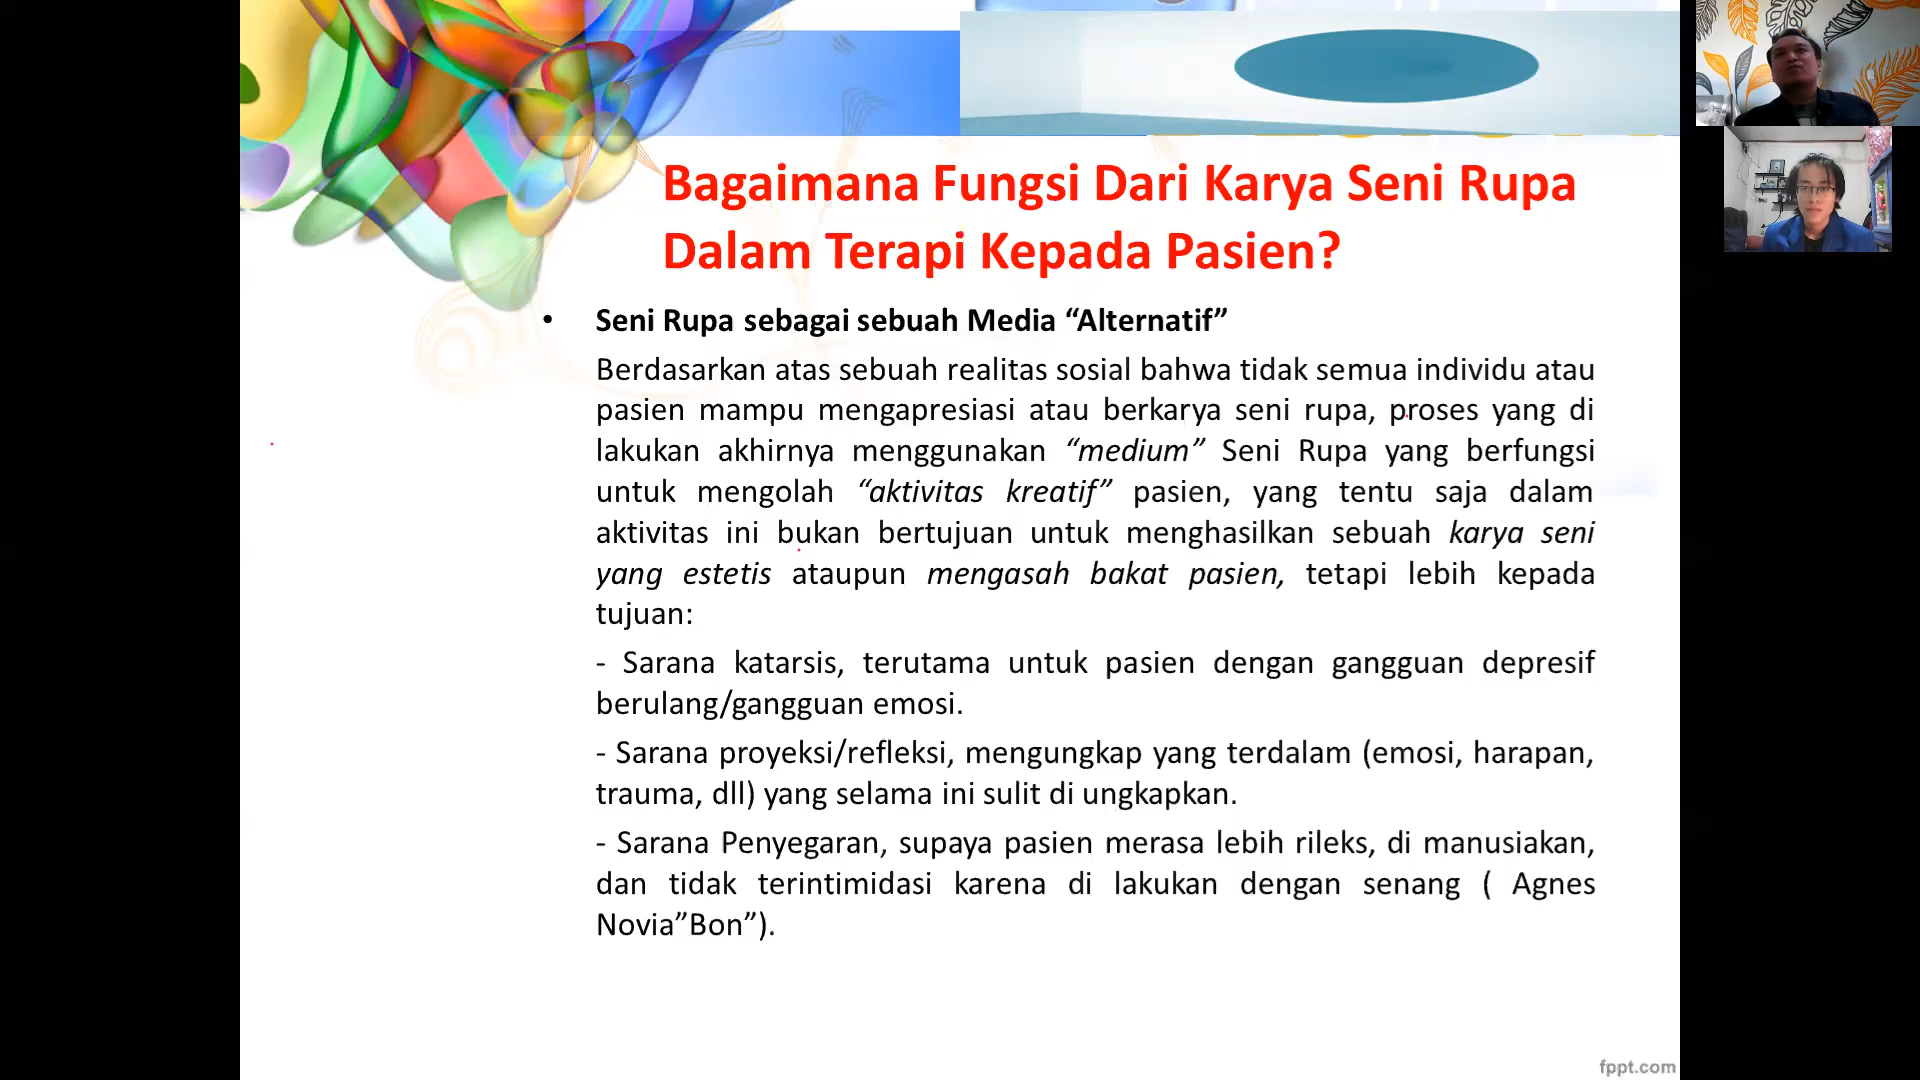 Bagaimana Fungsi Dari Karya Seni Rupa
Dalam Terapi Kepada Pasien?
• Seni Rupa sebagai sebuah Media “Alternatif”
Berdasarkan atas sebuah realitas sosial bahwa tidak semua individu atau
pasien mampu mengapresiasi atau berkarya seni rupa, proses yang di
lakukan akhirnya menggunakan “medium” Seni Rupa yang berfungsi
untuk mengolah “aktivitas kreatif” pasien, yang tentu saja dalam
aktivitas ini bukan bertujuan untuk menghasilkan sebuah karya seni
yang estetis ataupun mengasah bakat pasien, tetapi lebih kepada
tujuan:
- Sarana katarsis, terutama untuk pasien dengan gangguan depresif
berulang/gangguan emosi.
- Sarana proyeksi/refleksi, mengungkap yang terdalam (emosi, harapan,
trauma, dll) yang selama ini sulit di ungkapkan.
- Sarana Penyegaran, supaya pasien merasa lebih rileks, di manusiakan,
dan tidak terintimidasi karena di lakukan dengan senang ( Agnes
Novia”Bon”).
fppt.com